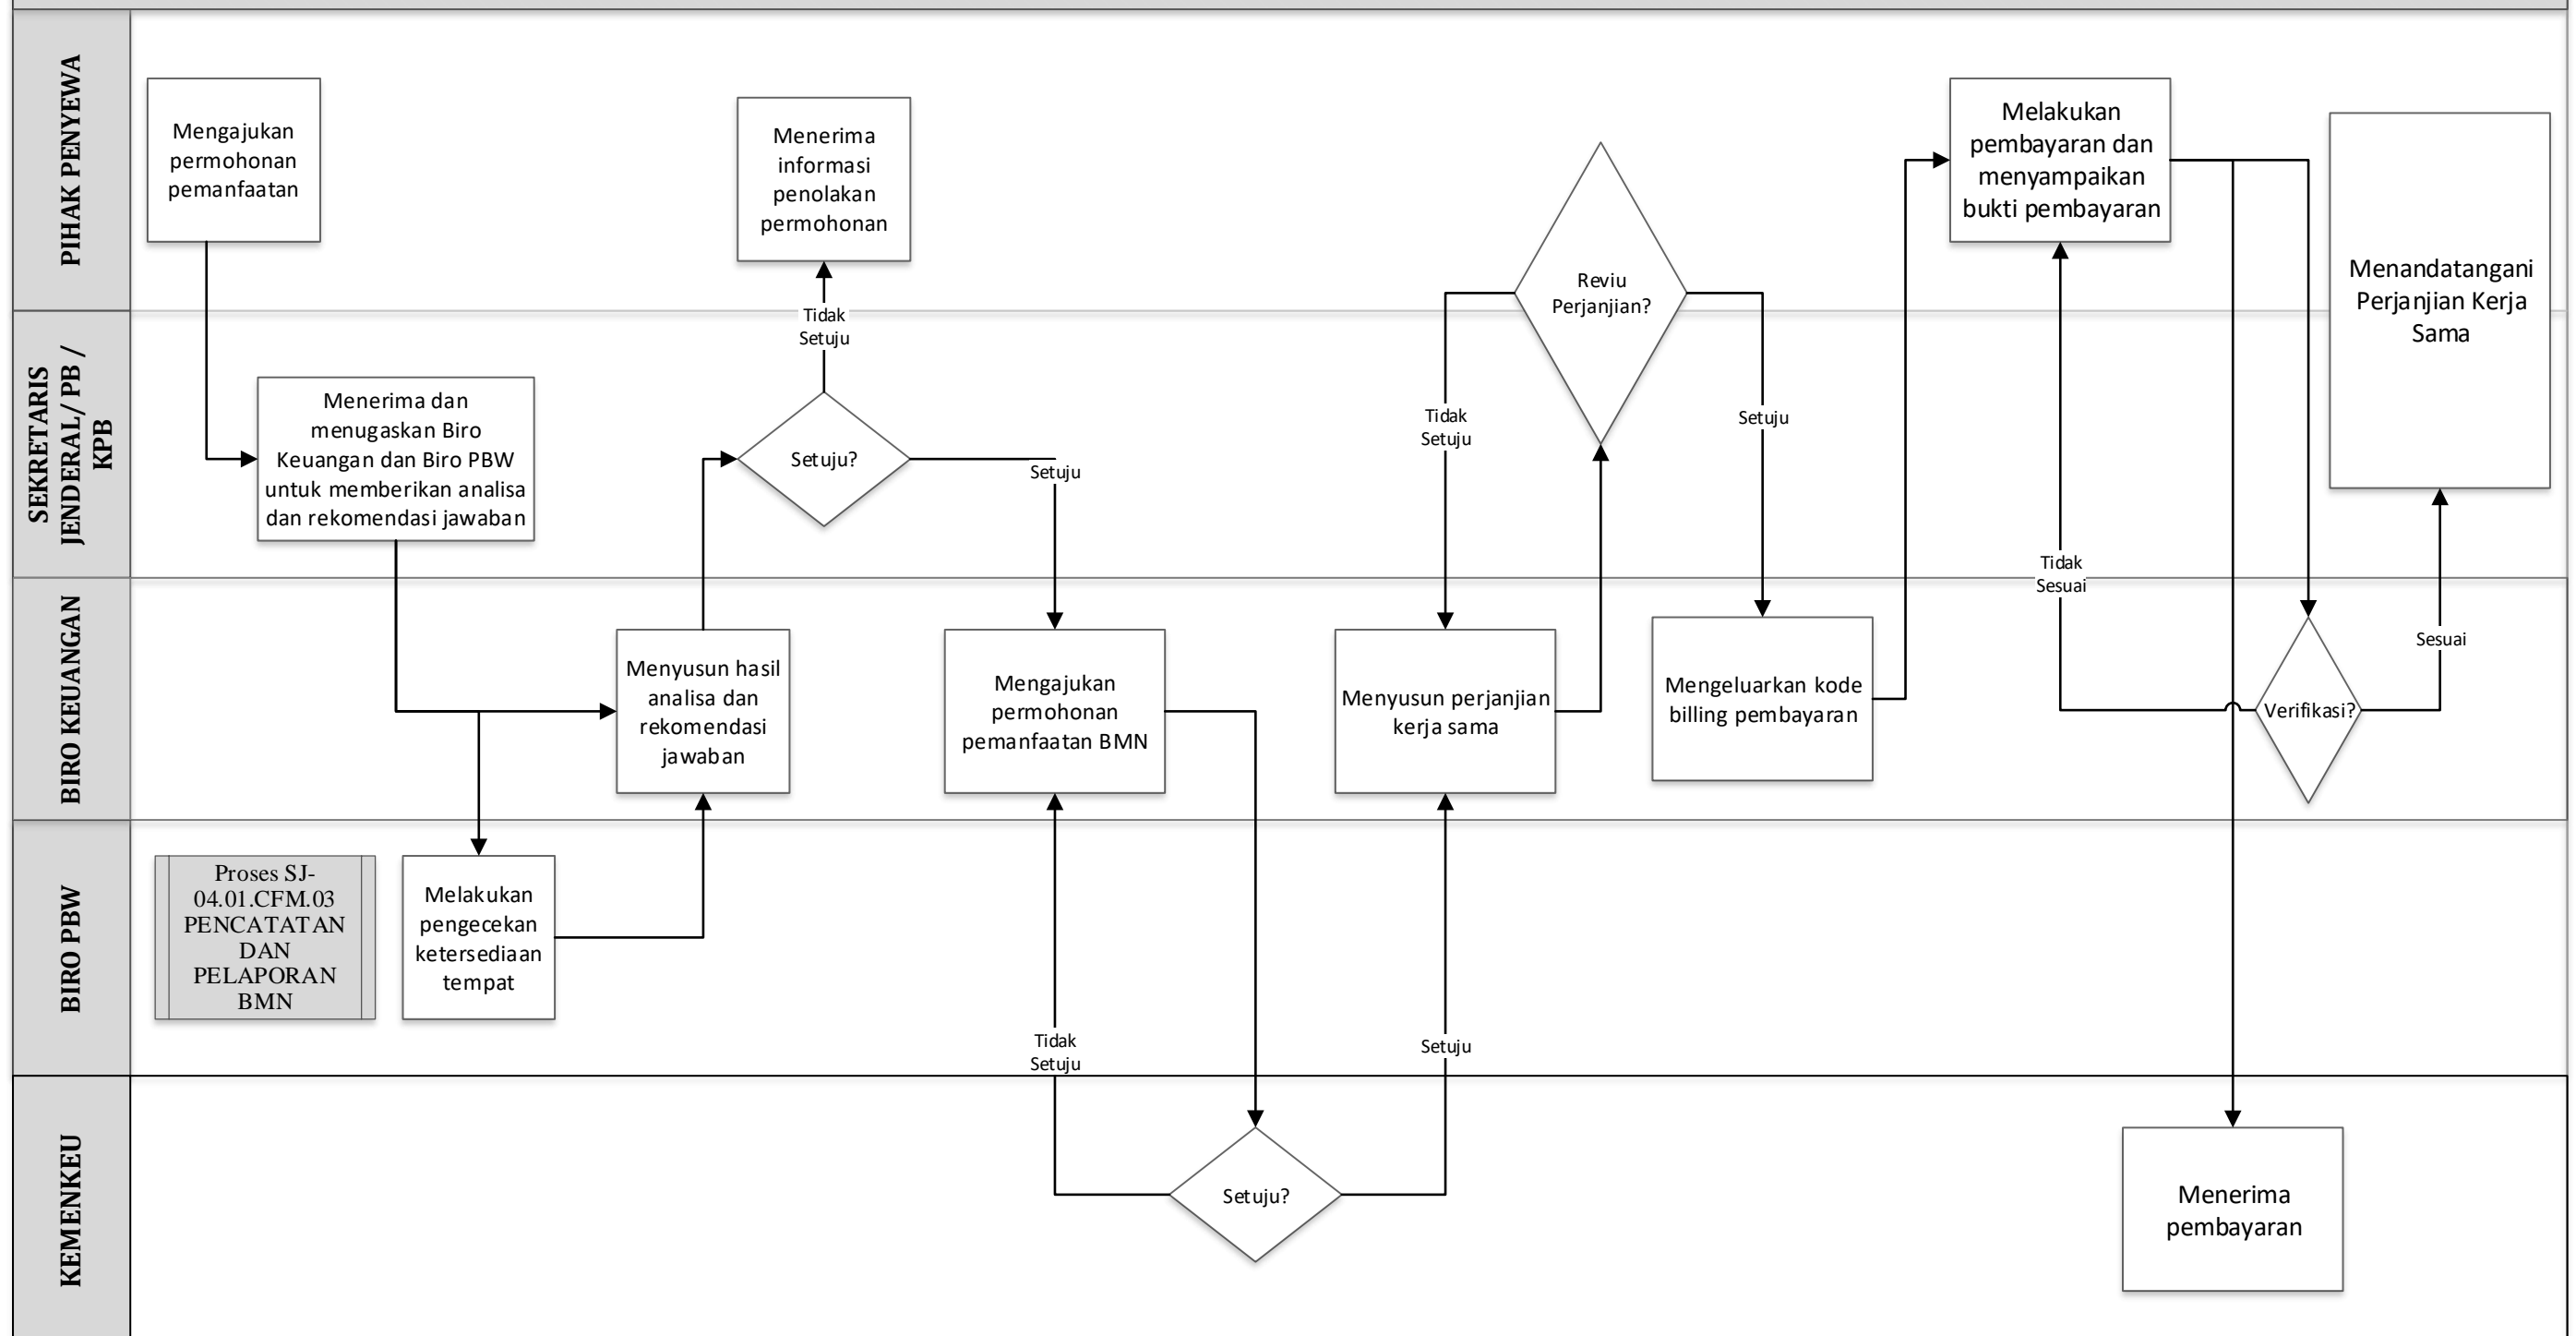 PIHAK PENYEWA
Mengajukan
permohonan
pemanfaatan
Menerima
informasi
penolakan
permohonan
Reviu
Perjanjian?
Melakukan
pembayaran dan
menyampaikan
bukti pembayaran
Menandatangani
Perjanjian Kerja
Sama
SEKRETARIS
JENDERAL/ PB /
KPB
Menerima dan
menugaskan Biro
Keuangan dan Biro PBW
untuk memberikan analisa
dan rekomendasi jawaban
Tidak
Setuju
Setuju?
Setuju
Tidak
Setuju
Setuju
Tidak
Sesuai
BIRO KEUANGAN
Menyusun hasil
analisa dan
rekomendasi
jawaban
Mengajukan
permohonan
pemanfaatan BMN
Menyusun perjanjian
kerja sama
Mengeluarkan kode
billing pembayaran
Verifikasi?
Sesuai
BIRO PBW
Proses SJ-
04.01.CFM.03
PENCATATAN
DAN
PELAPORAN
BMN
Melakukan
pengecekan
ketersediaan
tempat
Tidak
Setuju
Setuju
KEMENKEU
Setuju?
Menerima
pembayaran